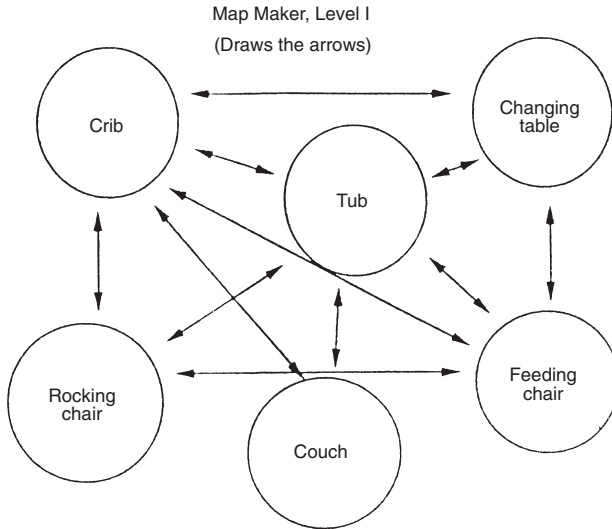 Map Maker, Level I
(Draws the arrows)
Crib
Changing
table
Tub
Rocking
chair
Feeding
chair
Couch